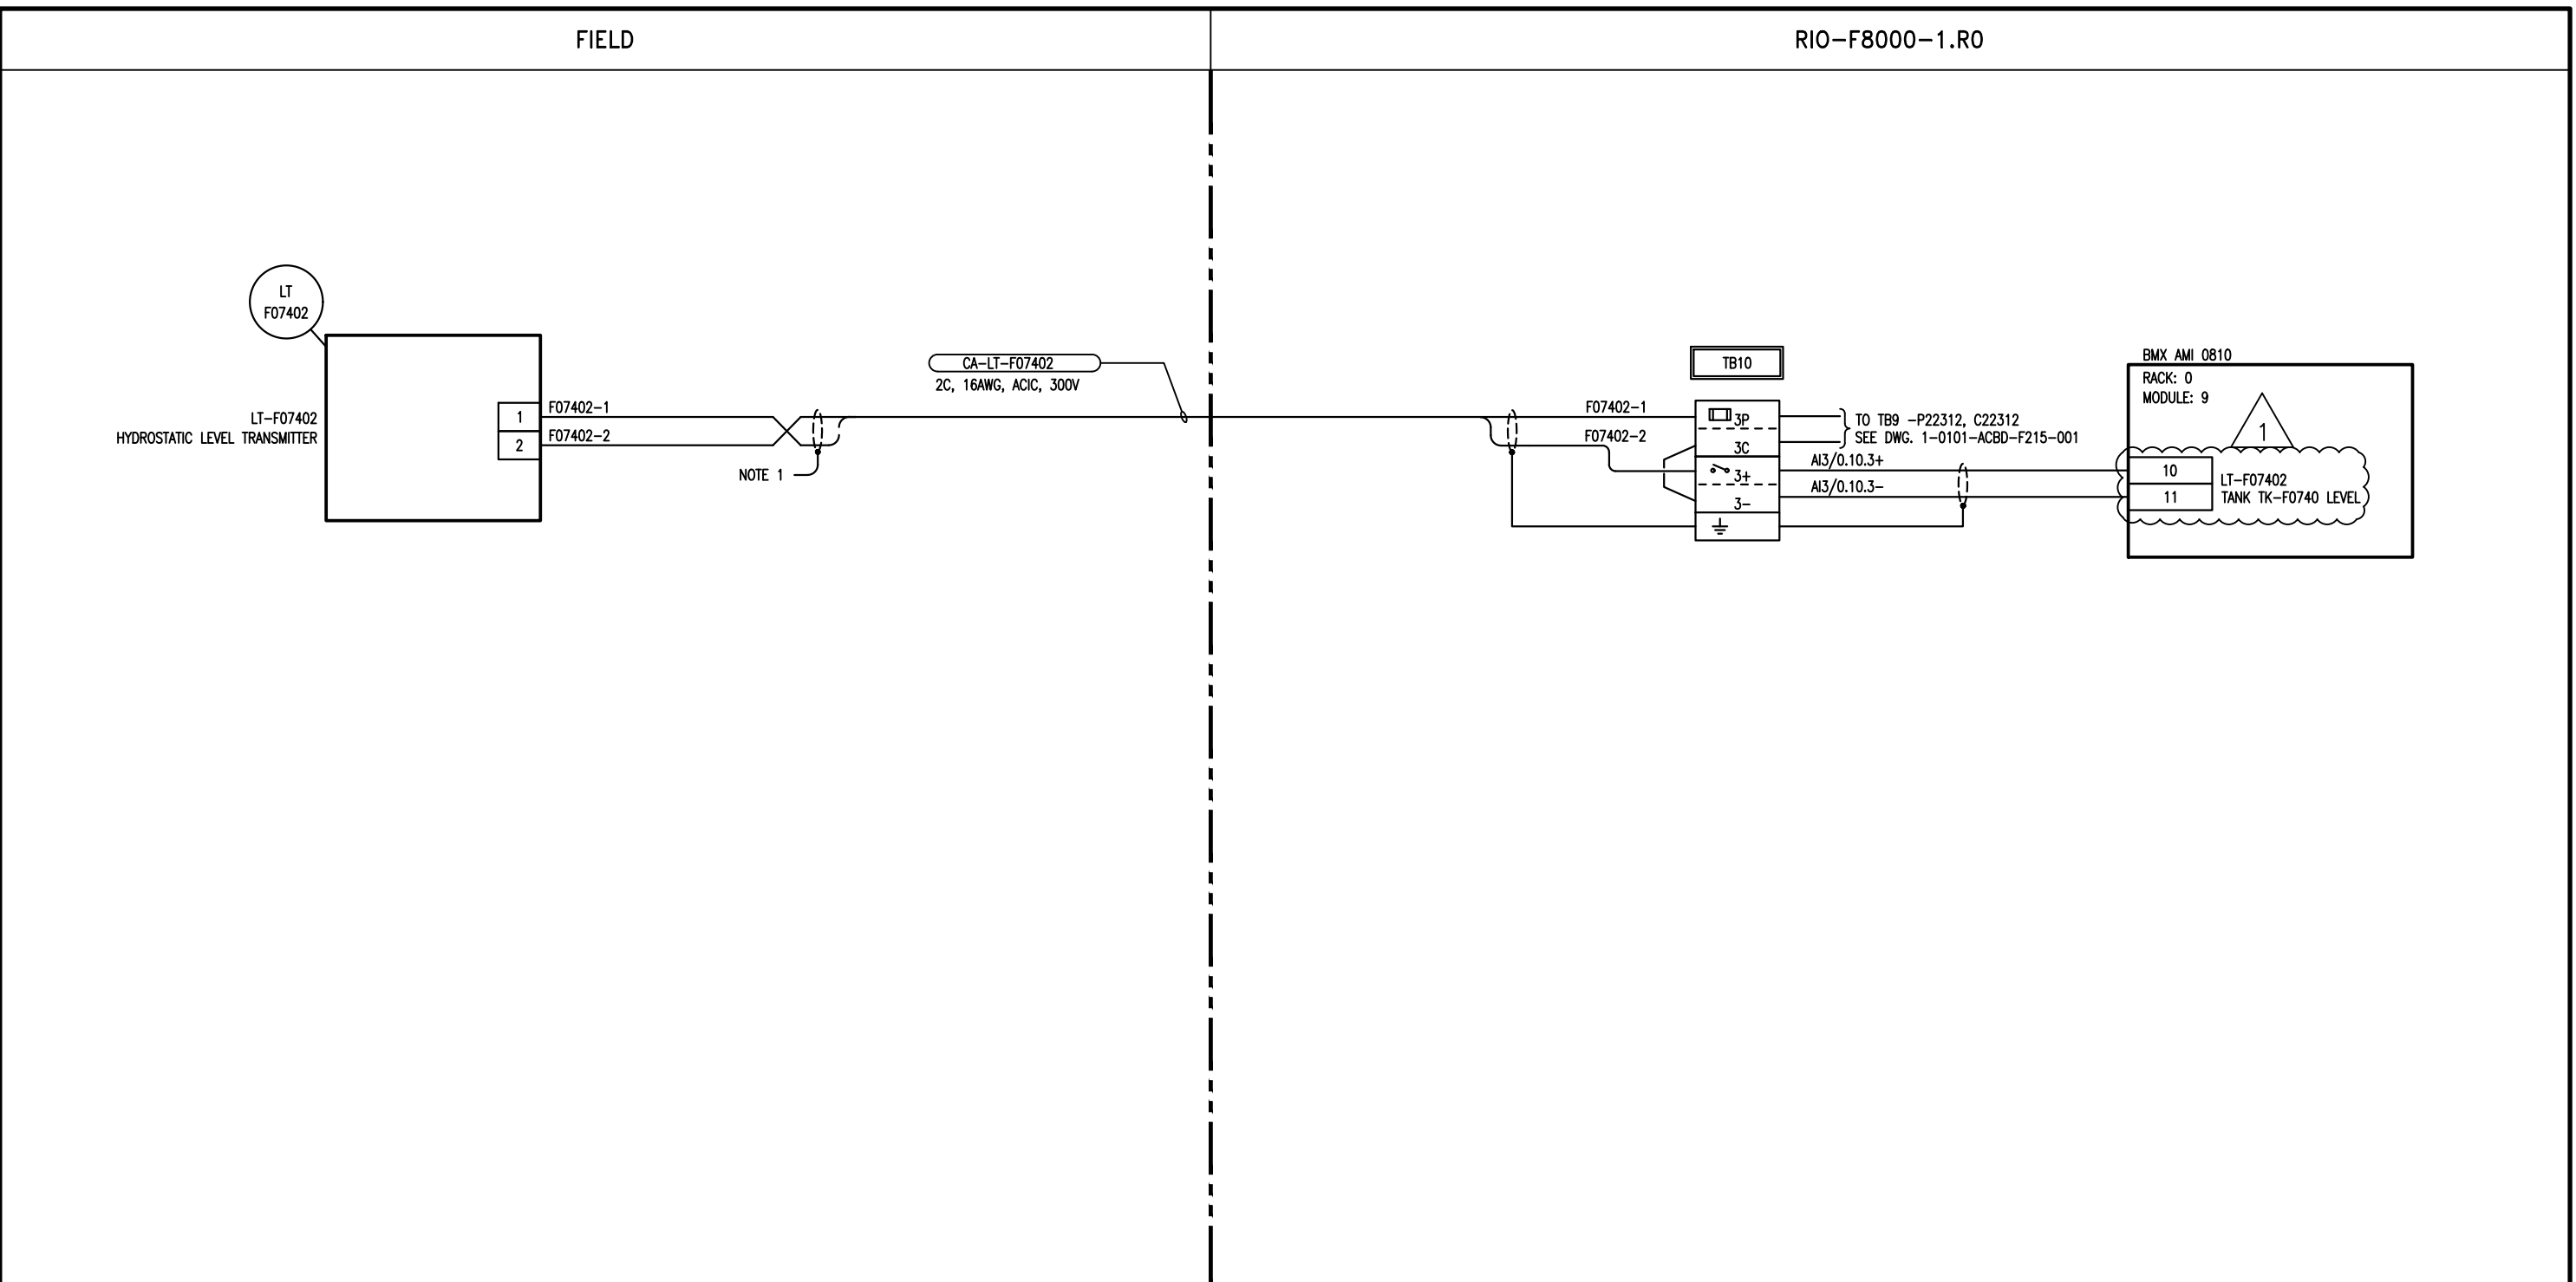 FIELD
RIO-F8000-1.R0
LT
F07402
LT-F07402
HYDROSTATIC LEVEL TRANSMITTER
1
2
F07402-1
F07402-2
NOTE 1
CA-LT-F07402
2C, 16AWG, ACIC, 300V
F07402-1
F07402-2
TB10
3P
3C
3+
3-
TO TB9 -P22312, C22312
SEE DWG. 1-0101-ACBD-F215-001
AI3/0.10.3+
AI3/0.10.3-
BMX AMI 0810
RACK: 0
MODULE: 9
1
10
11
LT-F07402
TANK TK-F0740 LEVEL